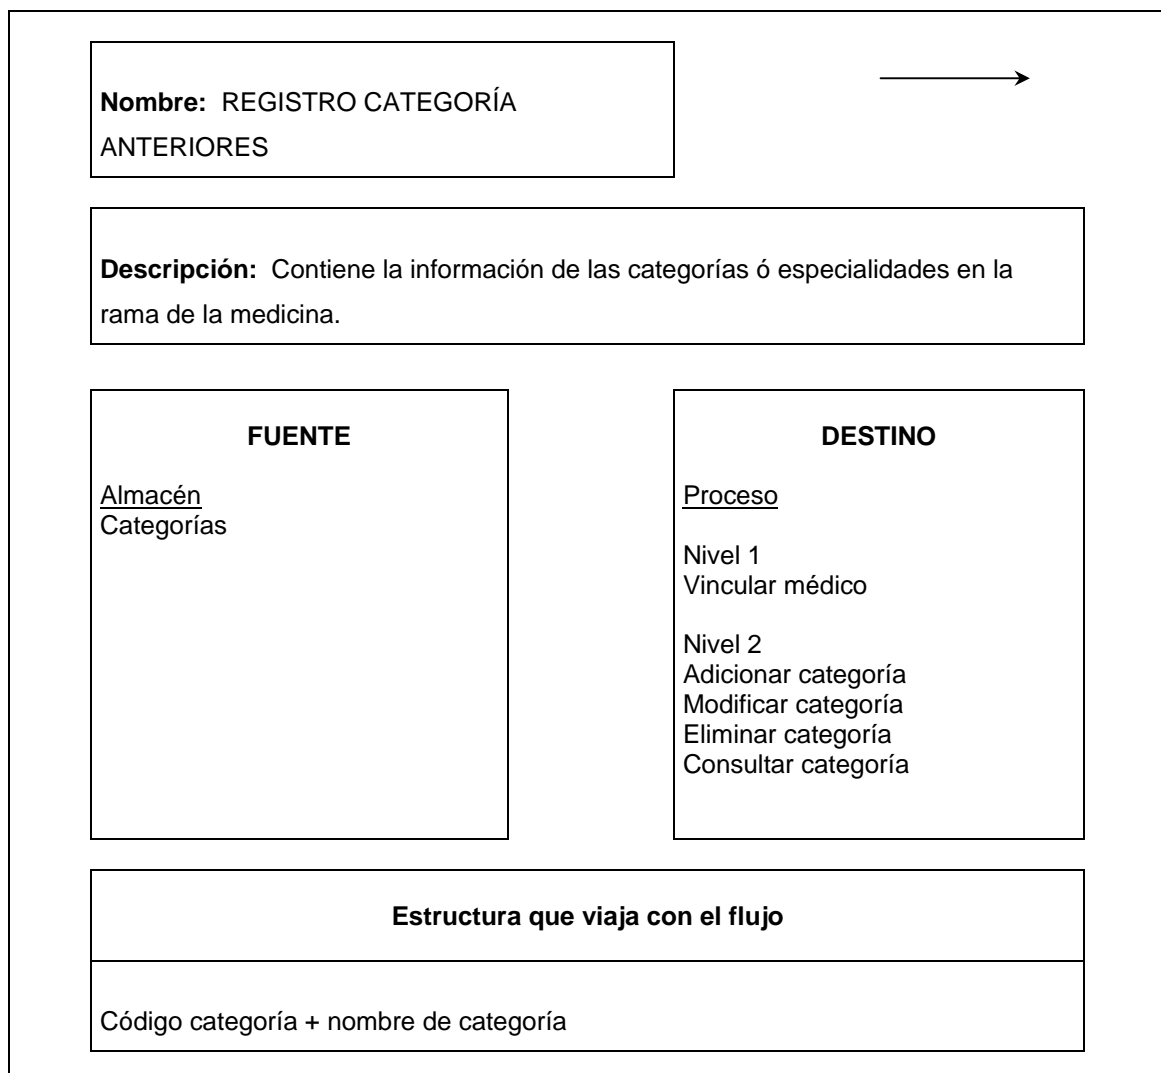 Nombre: REGISTRO CATEGORÍA
ANTERIORES
Descripción: Contiene la información de las categorías ó especialidades en la
rama de la medicina.
FUENTE
Almacén
Categorías
DESTINO
Proceso
Nivel 1
Vincular médico
Nivel 2
Adicionar categoría
Modificar categoría
Eliminar categoría
Consultar categoría
Estructura que viaja con el flujo
Código categoría + nombre de categoría